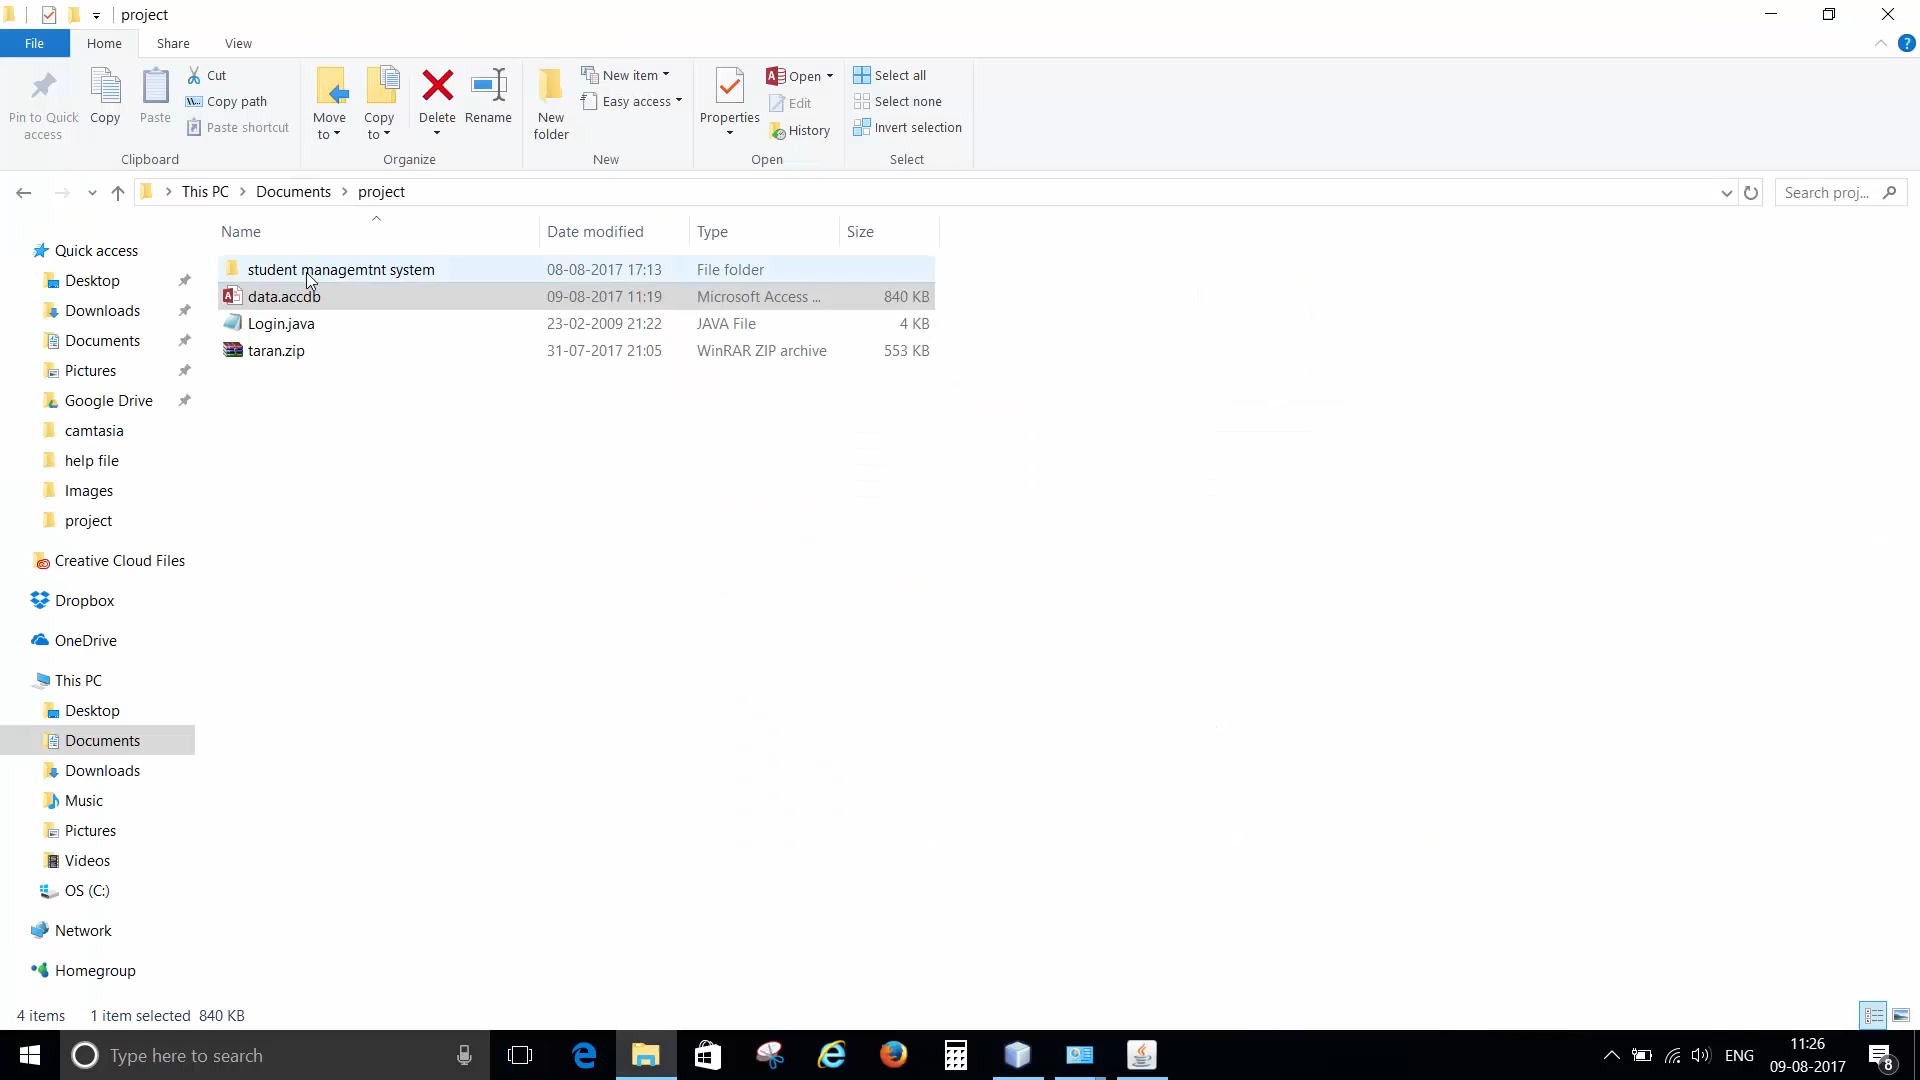 project
File Home Share View
Pin to Quick access
Copy
Paste
Cut
Copy path
Paste shortcut
Clipboard
Move to
Copy to
Delete
Rename
Organize
New folder
New item
Easy access
New
Properties
Open
Edit
History
Open
Select all
Select none
Invert selection
Select
This PC > Documents > project
Search proj...
Name Date modified Type Size
student managemtnt system 08-08-2017 17:13 File folder
data.accdb 09-08-2017 11:19 Microsoft Access ... 840 KB
Login.java 23-02-2009 21:22 JAVA File 4 KB
taran.zip 31-07-2017 21:05 WinRAR ZIP archive 553 KB
Quick access
Desktop
Downloads
Documents
Pictures
Google Drive
camtasia
help file
Images
project
Creative Cloud Files
Dropbox
OneDrive
This PC
Desktop
Documents
Downloads
Music
Pictures
Videos
OS (C:)
Network
Homegroup
4 items 1 item selected 840 KB
Type here to search
ENG
11:26
09-08-2017
8